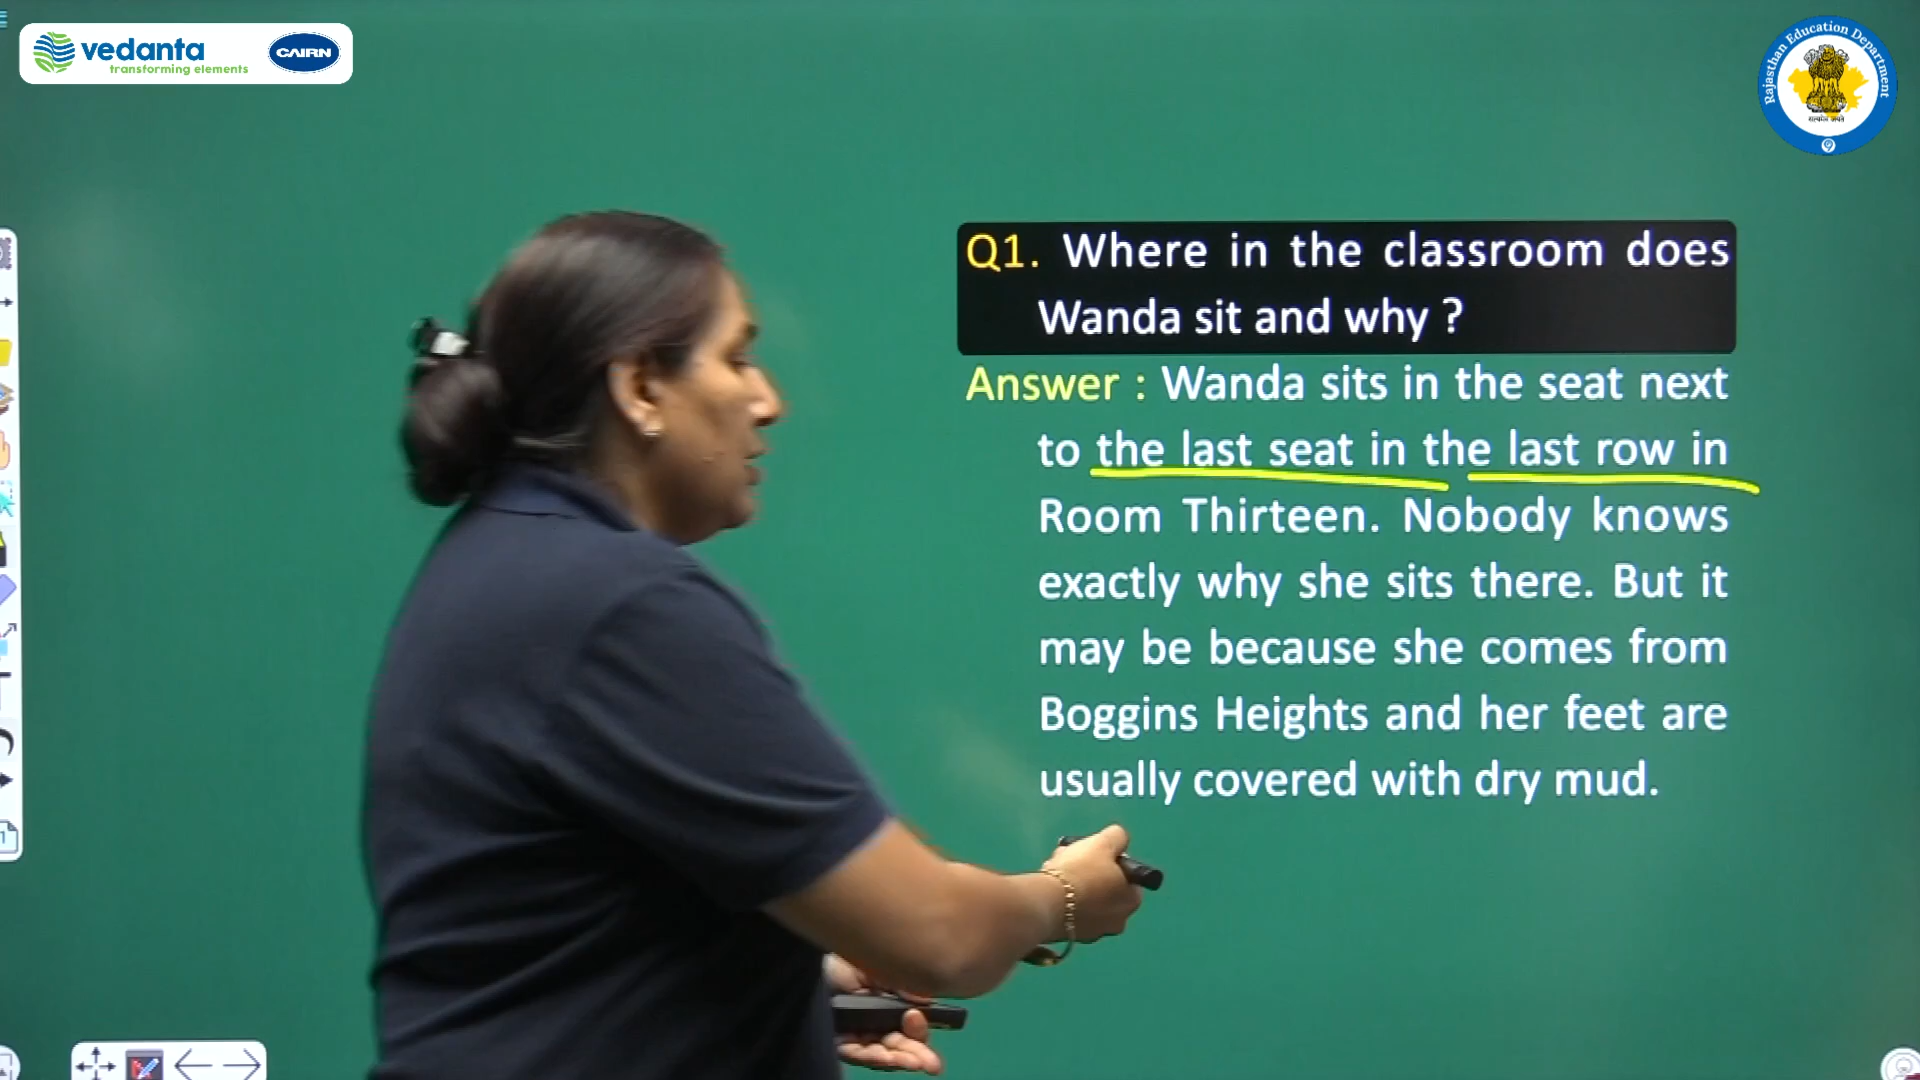 vedanta
transforming elements
CAIRN
Rajasthan Education Department
सत्यमेव जयते
Q1. Where in the classroom does
Wanda sit and why ?
Answer : Wanda sits in the seat next
to the last seat in the last row in
Room Thirteen. Nobody knows
exactly why she sits there. But it
may be because she comes from
Boggins Heights and her feet are
usually covered with dry mud.